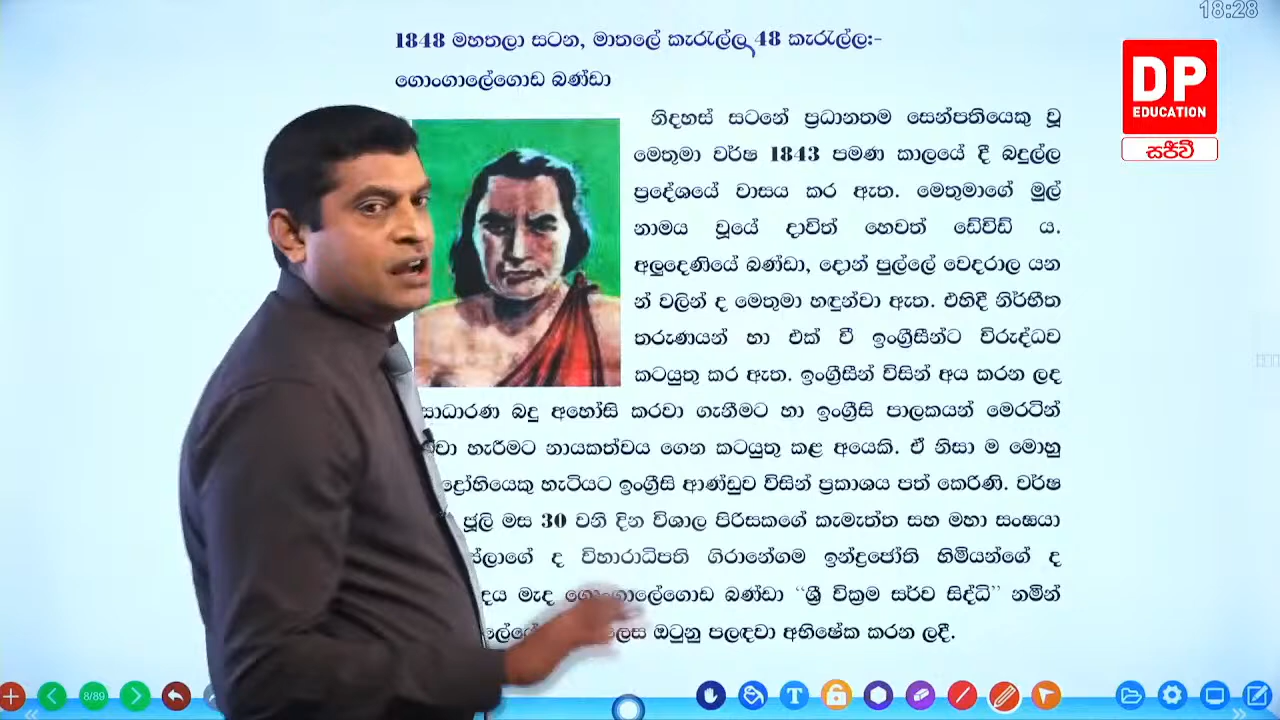 18:28
1848 මහතලා සටන, මාතලේ කැරැල්ල 48 කැරැල්ල:-
ගොංගාලේගොඩ බණ්ඩා
DP
EDUCATION
සජීවී
නිදහස් සටනේ ප්‍රධානතම සෙන්පතියෙකු වූ
මෙතුමා වර්ෂ 1843 පමණ කාලයේ දී බදුල්ල
ප්‍රදේශයේ වාසය කර ඇත. මෙතුමාගේ මුල්
නාමය වූයේ දාවිත් හෙවත් ඩේවිඩ් ය.
අලුදෙණියේ බණ්ඩා, දොන් පුල්ලේ වෙදරාල යන
න් වලින් ද මෙතුමා හඳුන්වා ඇත. එහිදී නිර්භීත
තරුණයන් හා එක් වී ඉංග්‍රීසීන්ට විරුද්ධව
කටයුතු කර ඇත. ඉංග්‍රීසීන් විසින් අය කරන ලද
සාධාරණ බදු අහෝසි කරවා ගැනීමට හා ඉංග්‍රීසි පාලකයන් මෙරටින්
වා හැරීමට නායකත්වය ගෙන කටයුතු කළ අයෙකි. ඒ නිසා ම මොහු
ද්‍රෝහියෙකු හැටියට ඉංග්‍රීසි ආණ්ඩුව විසින් ප්‍රකාශය පත් කෙරිණි. වර්ෂ
ජූලි මස 30 වනි දින විශාල පිරිසකගේ කැමැත්ත සහ මහා සංඝයා
ස්ලාගේ ද විහාරාධිපති ගිරානේගම ඉන්ද්‍රජෝති හිමියන්ගේ ද
දය මැද ගොංගාලේගොඩ බණ්ඩා “ශ්‍රී වික්‍රම සර්ව සිද්ධි” නමින්
ලෙස ඔටුනු පලඳවා අභිෂේක කරන ලදී.
8/89